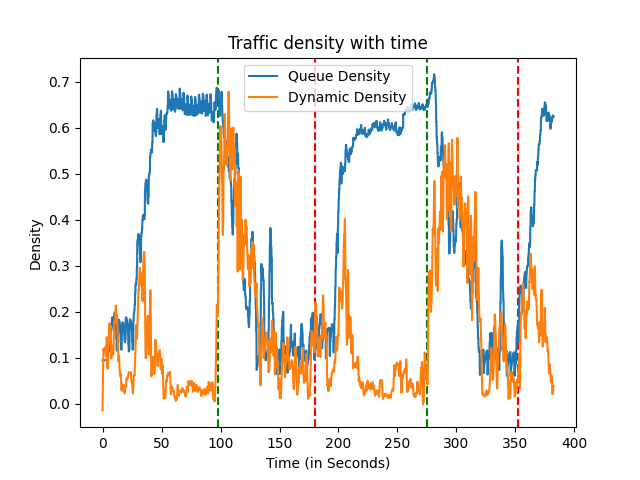 Traffic density with time
Queue Density
Dynamic Density
Density
0.7
0.6
0.5
0.4
0.3
0.2
0.1
0.0
0 50 100 150 200 250 300 350 400
Time (in Seconds)